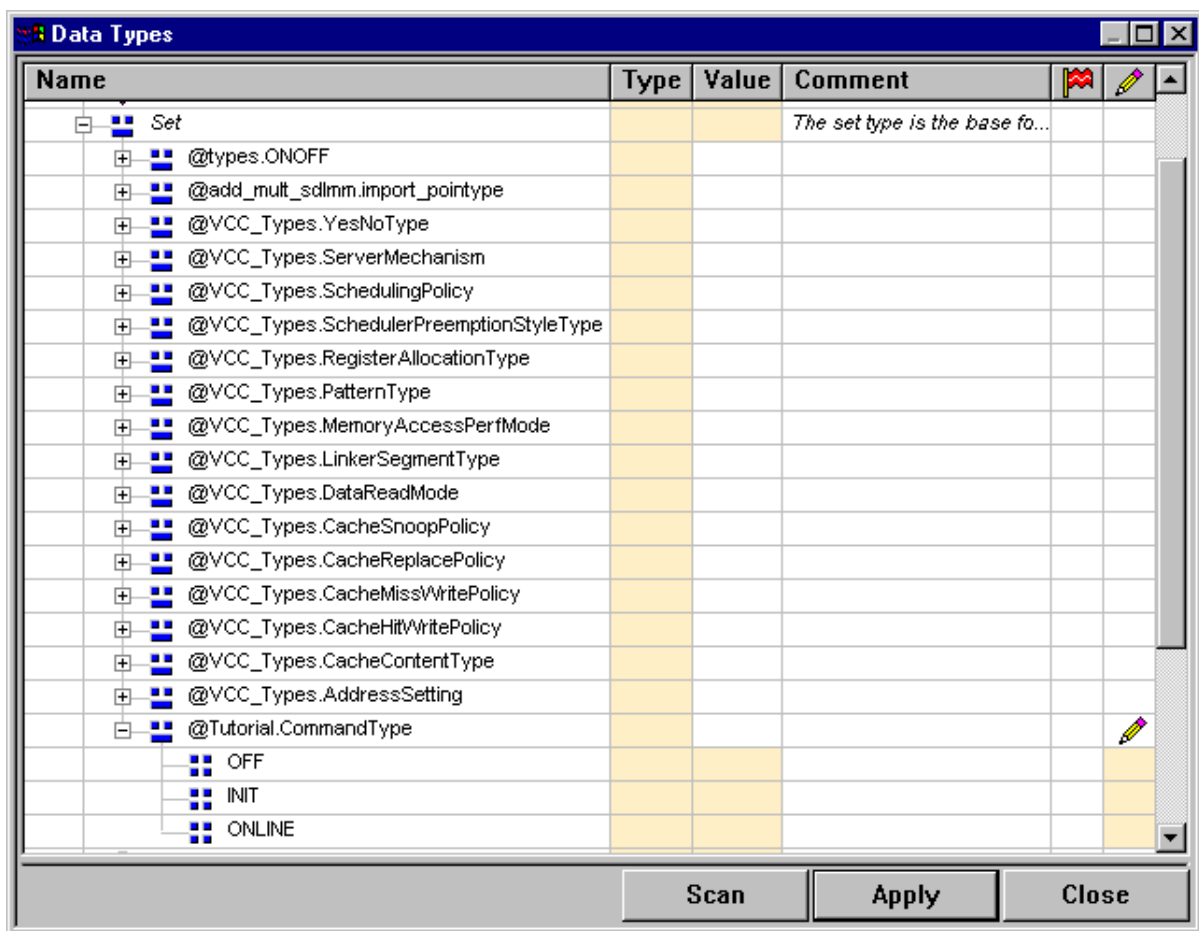 Data Types
Name Type Value Comment
Set The set type is the base fo...
@types.ONOFF
@add_mult_sdlmm.import_pointype
@VCC_Types.YesNoType
@VCC_Types.ServerMechanism
@VCC_Types.SchedulingPolicy
@VCC_Types.SchedulerPreemptionStyleType
@VCC_Types.RegisterAllocationType
@VCC_Types.PatternType
@VCC_Types.MemoryAccessPerfMode
@VCC_Types.LinkerSegmentType
@VCC_Types.DataReadMode
@VCC_Types.CacheSnoopPolicy
@VCC_Types.CacheReplacePolicy
@VCC_Types.CacheMissWritePolicy
@VCC_Types.CacheHitWritePolicy
@VCC_Types.CacheContentType
@VCC_Types.AddressSetting
@Tutorial.CommandType
OFF
INIT
ONLINE
Scan Apply Close